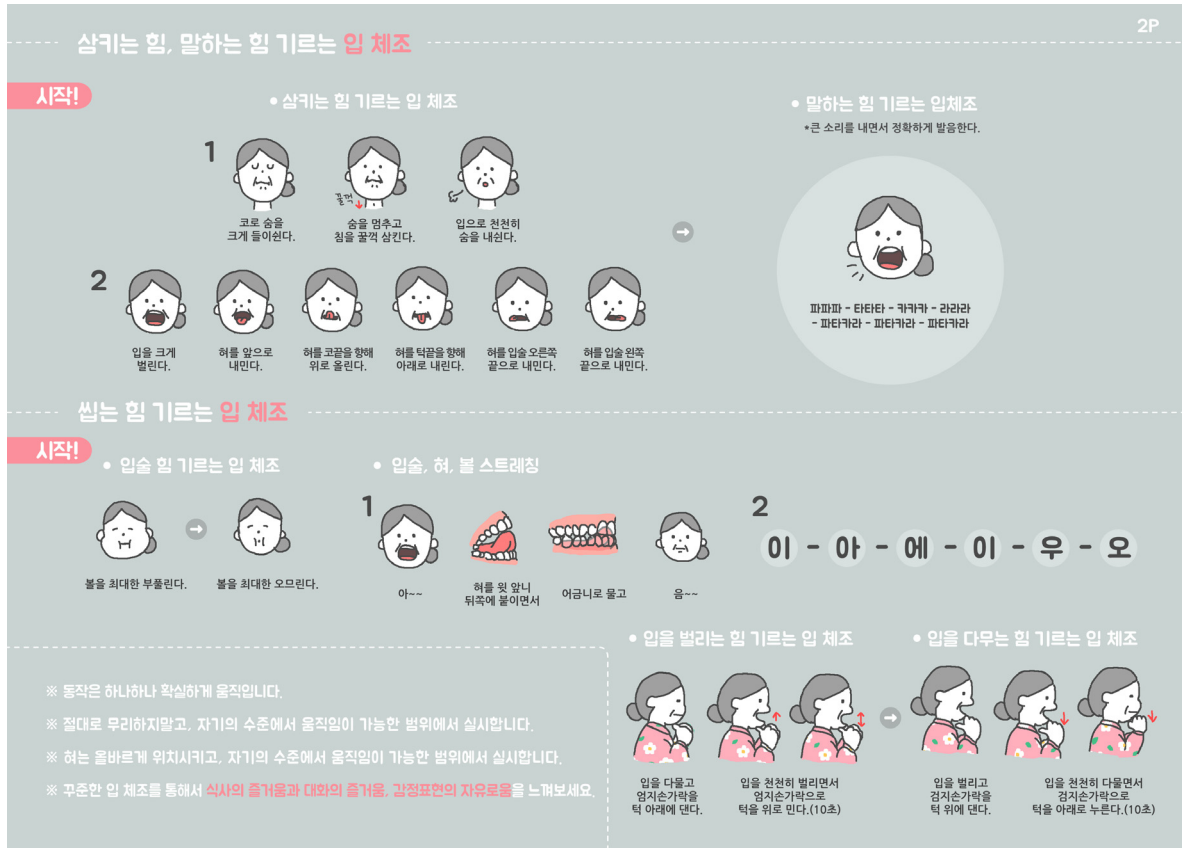 2P
삼키는 힘, 말하는 힘 기르는 입 체조
시작!
• 삼키는 힘 기르는 입 체조
1
꿀꺽
코로 숨을
크게 들이쉰다.
숨을 멈추고
침을 꿀꺽 삼킨다.
입으로 천천히
숨을 내쉰다.
2
입을 크게
벌린다.
혀를 앞으로
내민다.
혀를 코끝을 향해
위로 올린다.
혀를 턱끝을 향해
아래로 내린다.
혀를 입술 오른쪽
끝으로 내민다.
혀를 입술 왼쪽
끝으로 내민다.
• 말하는 힘 기르는 입체조
*큰 소리를 내면서 정확하게 발음한다.
파파파 - 타타타 - 카카카 - 라라라
- 파타카라 - 파타카라 - 파타카라
씹는 힘 기르는 입 체조
시작!
• 입술 힘 기르는 입 체조
볼을 최대한 부풀린다.
볼을 최대한 오므린다.
• 입술, 혀, 볼 스트레칭
1
아~~
혀를 윗 앞니
뒤쪽에 붙이면서
어금니로 물고
음~~
2
이 - 아 - 에 - 이 - 우 - 오
• 입을 벌리는 힘 기르는 입 체조
입을 다물고
엄지손가락을
턱 아래에 댄다.
입을 천천히 벌리면서
엄지손가락으로
턱을 위로 민다.(10초)
• 입을 다무는 힘 기르는 입 체조
입을 벌리고
검지손가락을
턱 위에 댄다.
입을 천천히 다물면서
검지손가락으로
턱을 아래로 누른다.(10초)
※ 동작은 하나하나 확실하게 움직입니다.
※ 절대로 무리하지말고, 자기의 수준에서 움직임이 가능한 범위에서 실시합니다.
※ 혀는 올바르게 위치시키고, 자기의 수준에서 움직임이 가능한 범위에서 실시합니다.
※ 꾸준한 입 체조를 통해서 식사의 즐거움과 대화의 즐거움, 감정표현의 자유로움을 느껴보세요.